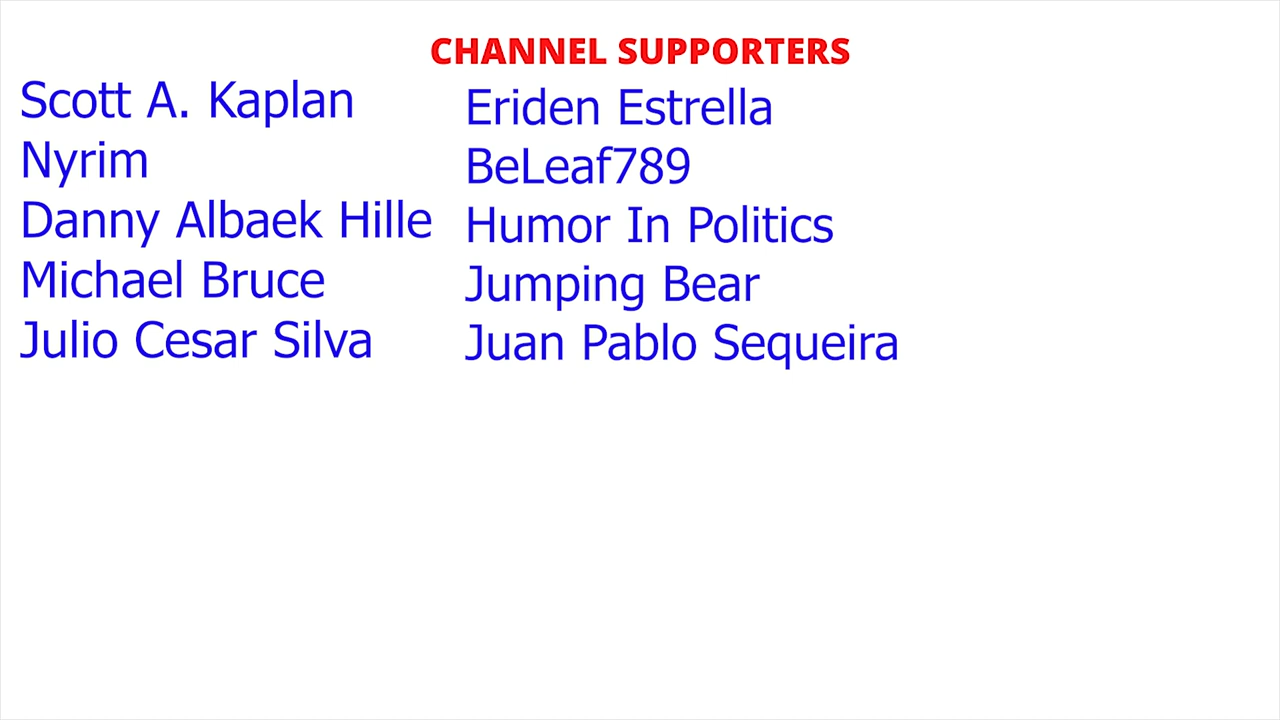 CHANNEL SUPPORTERS
Scott A. Kaplan
Nyrim
Danny Albaek Hille
Michael Bruce
Julio Cesar Silva
Eriden Estrella
BeLeaf789
Humor In Politics
Jumping Bear
Juan Pablo Sequeira